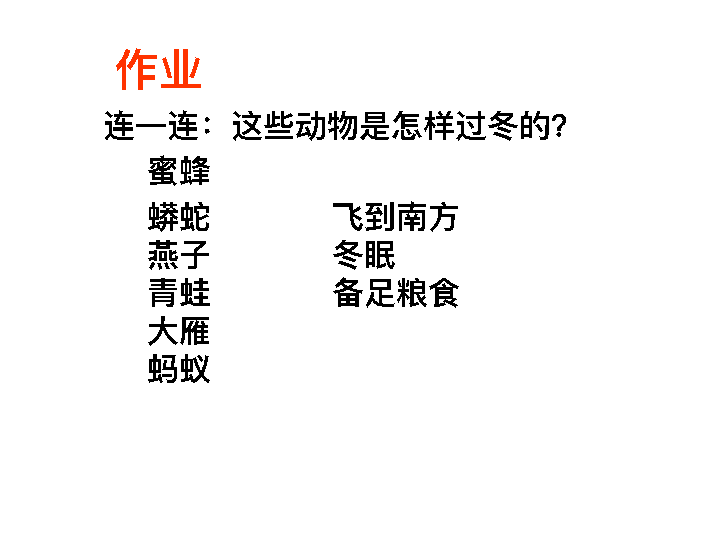 作业
连一连：这些动物是怎样过冬的?
蜜蜂
蟒蛇 飞到南方
燕子 冬眠
青蛙 备足粮食
大雁
蚂蚁